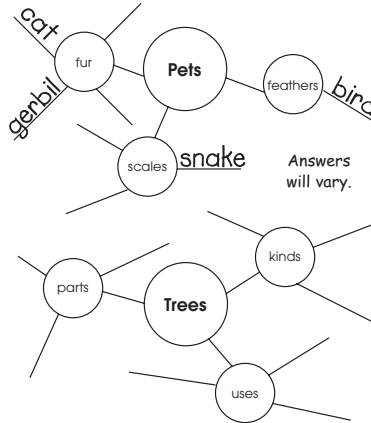 cat
fur
Pets
gerbil
feathers
bird
scales
snake
Answers
will vary.
kinds
parts
Trees
uses